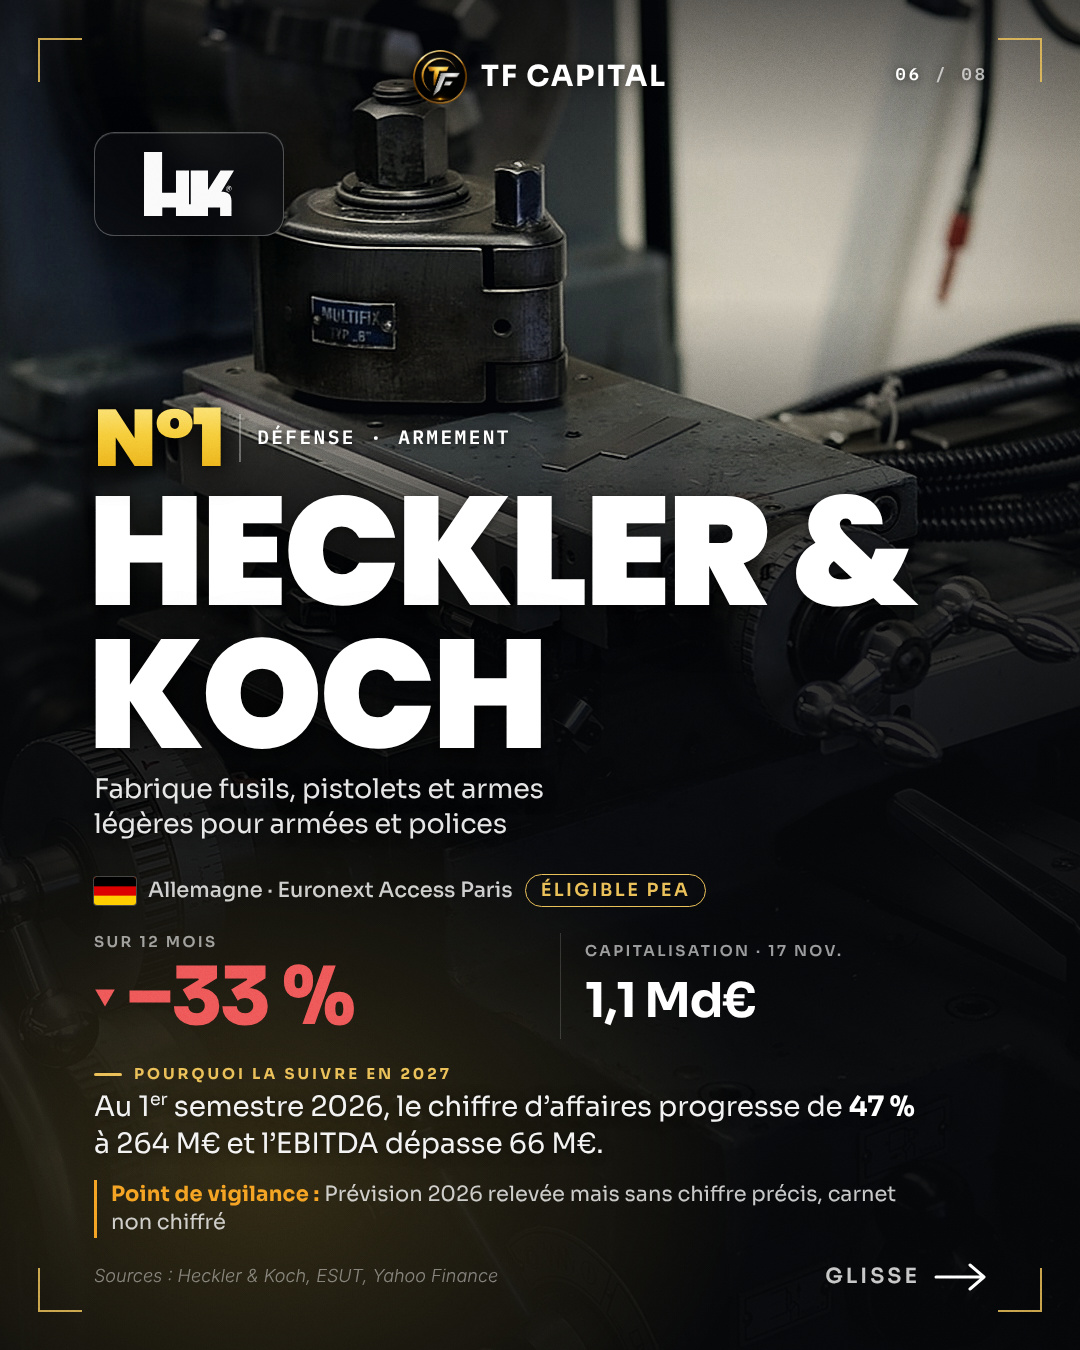 TF CAPITAL
06 / 08
HK
MULTIFIX
TYP „B"
Nº1
DÉFENSE · ARMEMENT
HECKLER &
KOCH
Fabrique fusils, pistolets et armes
légères pour armées et polices
Allemagne · Euronext Access Paris
ÉLIGIBLE PEA
SUR 12 MOIS
▼ –33 %
CAPITALISATION · 17 NOV.
1,1 Md€
POURQUOI LA SUIVRE EN 2027
Au 1er semestre 2026, le chiffre d’affaires progresse de 47 %
à 264 M€ et l’EBITDA dépasse 66 M€.
Point de vigilance : Prévision 2026 relevée mais sans chiffre précis, carnet
non chiffré
Sources : Heckler & Koch, ESUT, Yahoo Finance
GLISSE